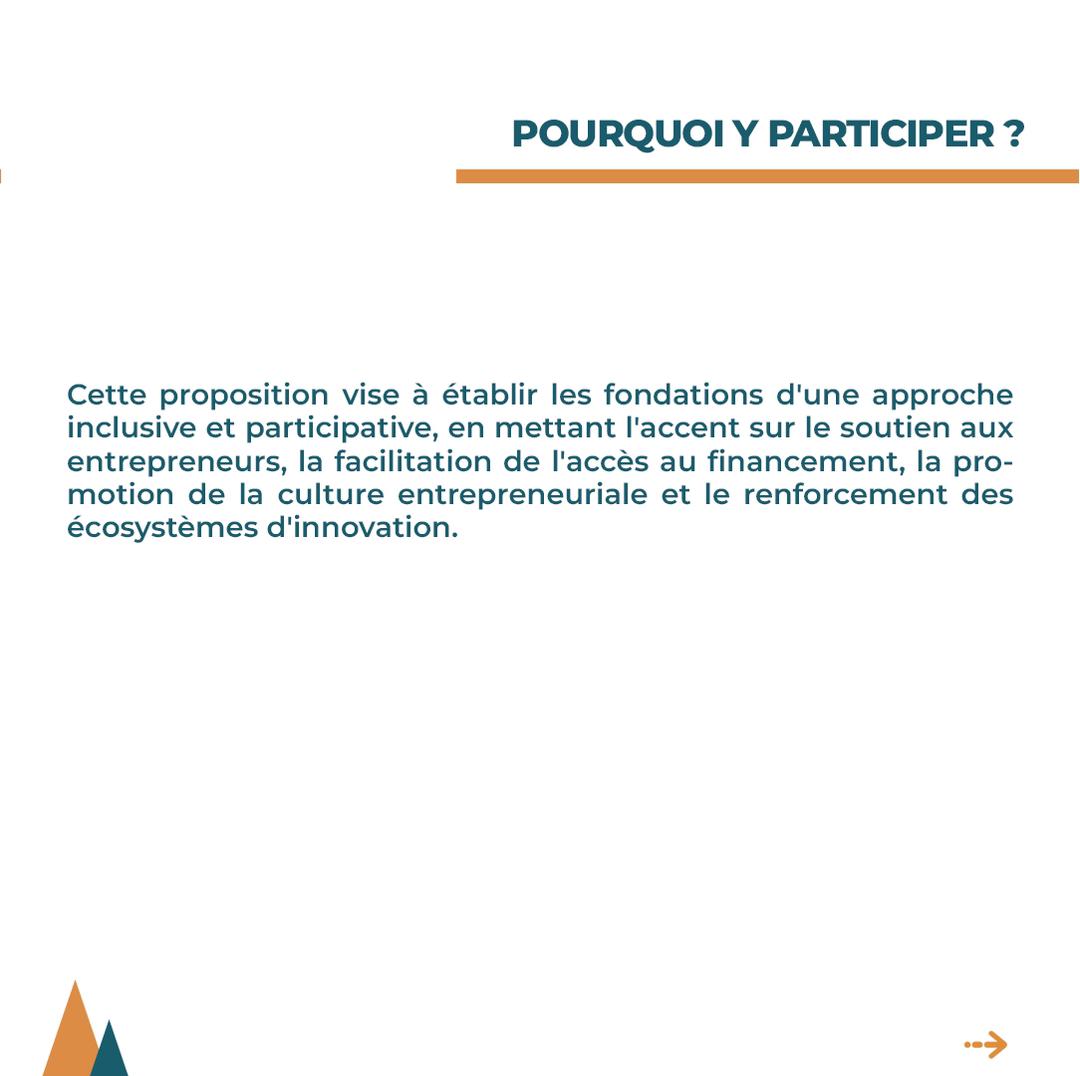 POURQUOI Y PARTICIPER ?
Cette proposition vise à établir les fondations d'une approche
inclusive et participative, en mettant l'accent sur le soutien aux
entrepreneurs, la facilitation de l'accès au financement, la pro-
motion de la culture entrepreneuriale et le renforcement des
écosystèmes d'innovation.